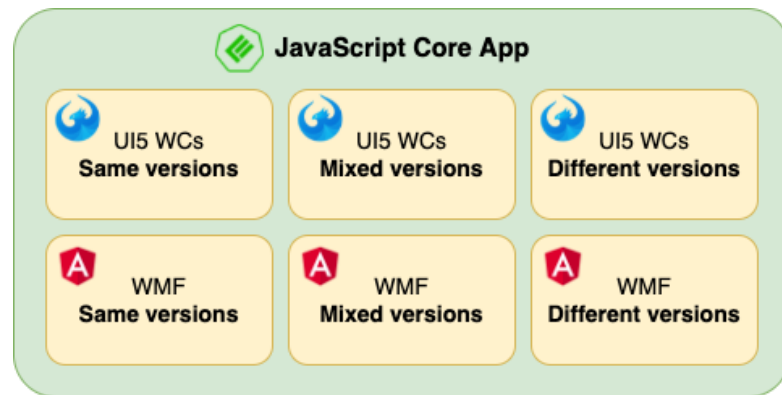 JavaScript Core App
UI5 WCs
Same versions
UI5 WCs
Mixed versions
UI5 WCs
Different versions
WMF
Same versions
WMF
Mixed versions
WMF
Different versions